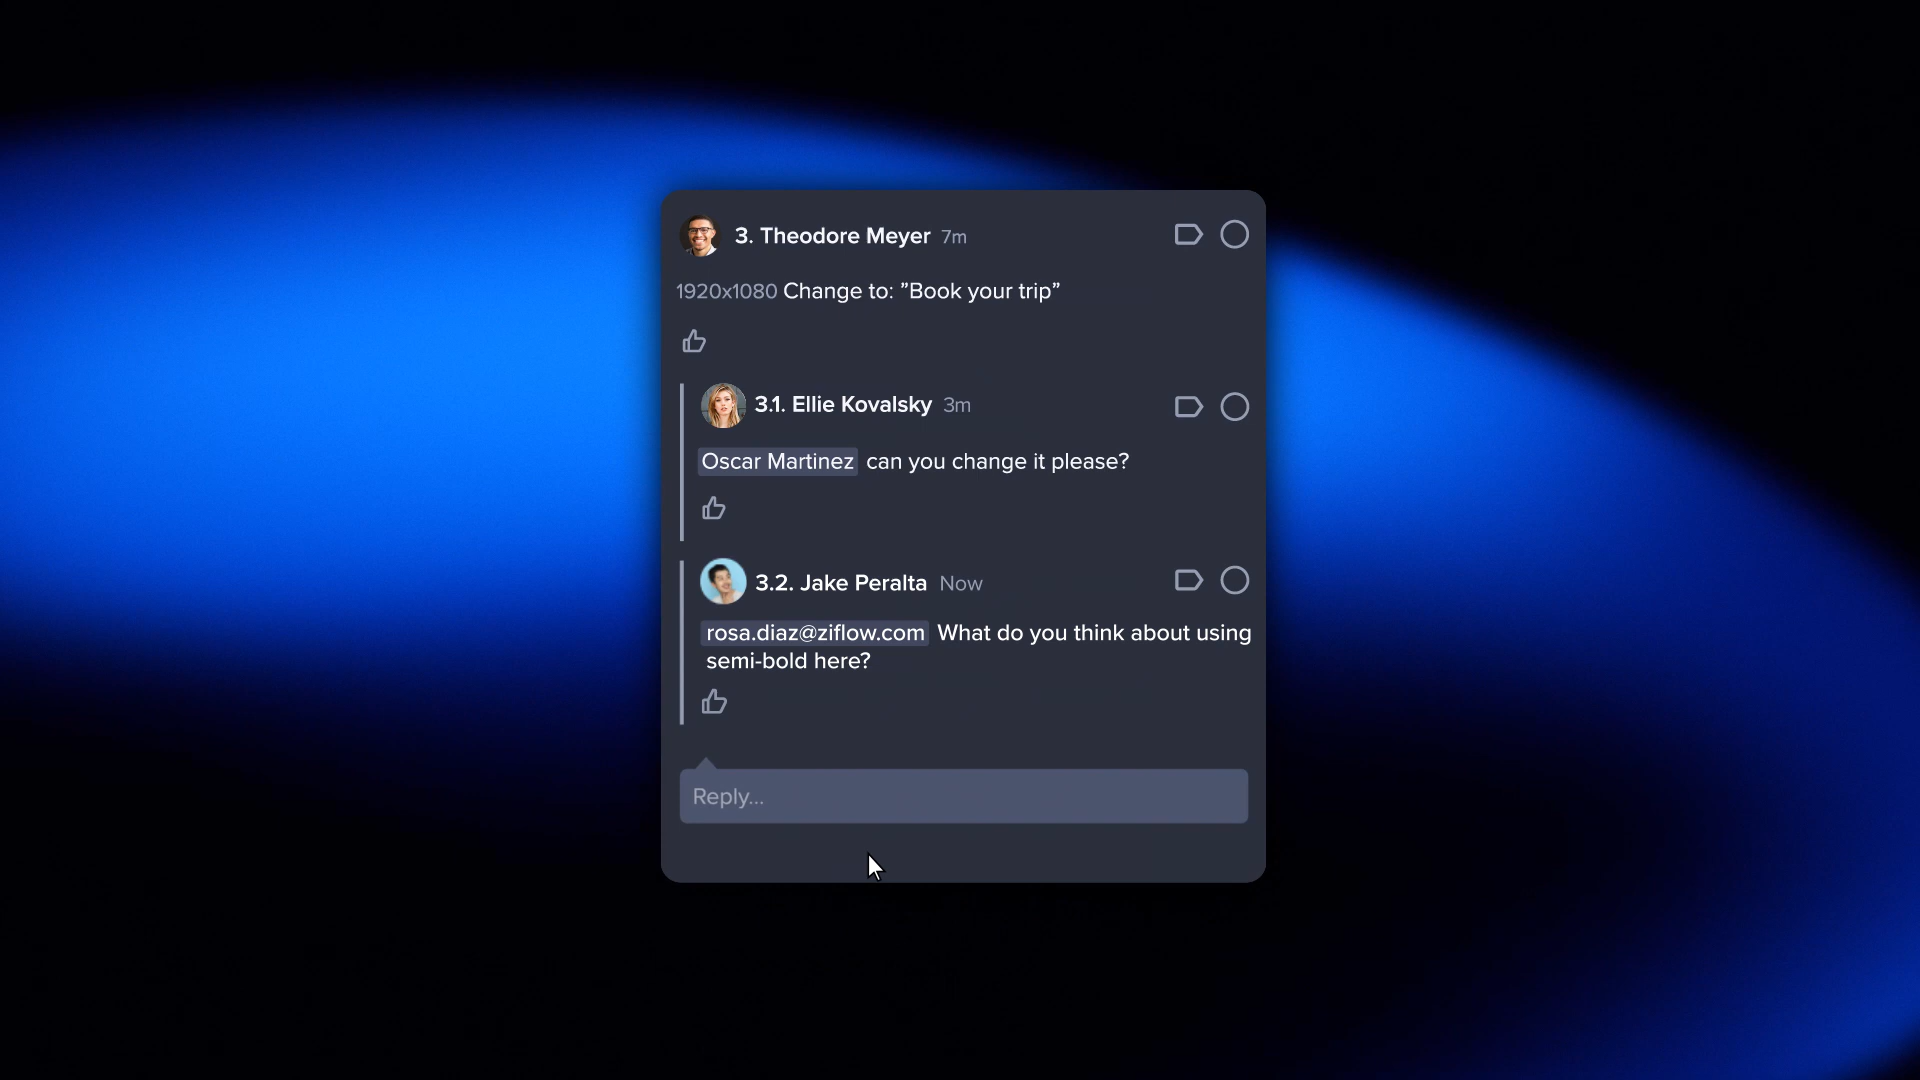 3. Theodore Meyer 7m
1920x1080 Change to: ”Book your trip”
3.1. Ellie Kovalsky 3m
Oscar Martinez can you change it please?
3.2. Jake Peralta Now
rosa.diaz@ziflow.com What do you think about using
semi-bold here?
Reply...